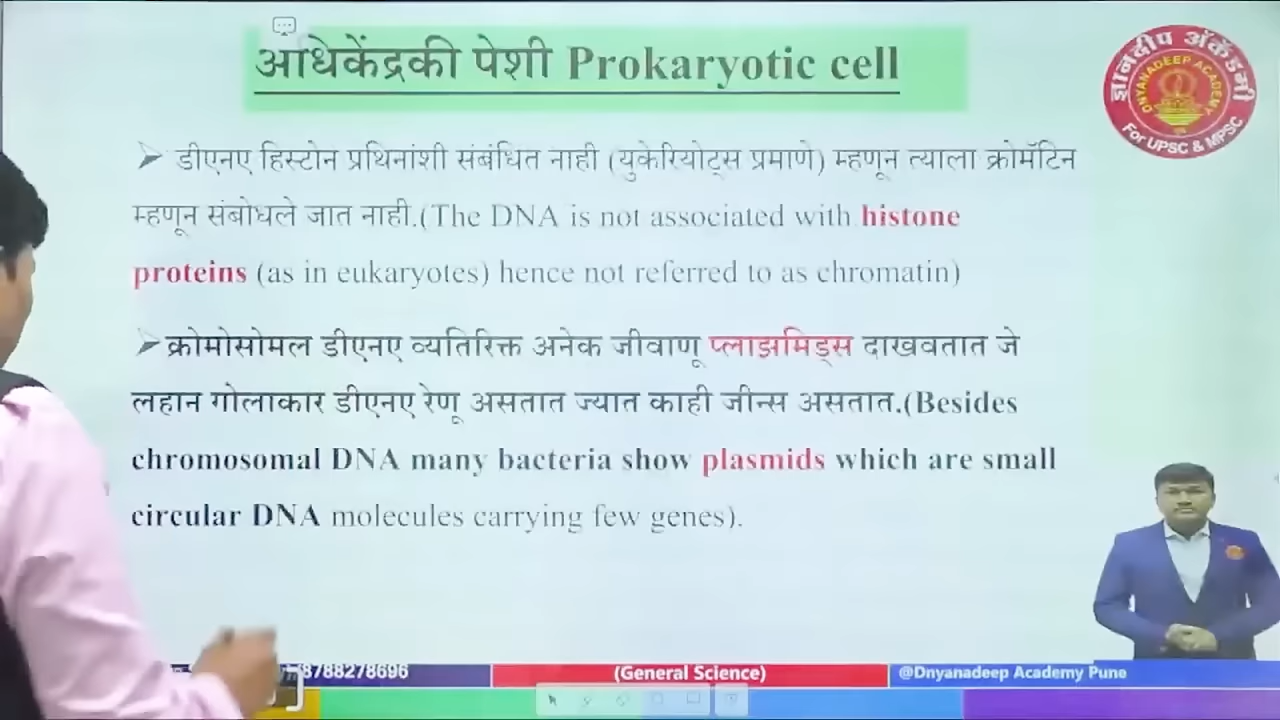 आधिकेंद्रकी पेशी Prokaryotic cell
ज्ञानदीप अ‍ॅकॅडमी
DNYANADEEP ACADEMY
For UPSC & MPSC
➢ डीएनए हिस्टोन प्रथिनांशी संबंधित नाही (युकेरियोट्स प्रमाणे) म्हणून त्याला क्रोमॅटिन
म्हणून संबोधले जात नाही.(The DNA is not associated with histone
proteins (as in eukaryotes) hence not referred to as chromatin)
➢क्रोमोसोमल डीएनए व्यतिरिक्त अनेक जीवाणू प्लाझमिड्स दाखवतात जे
लहान गोलाकार डीएनए रेणू असतात ज्यात काही जीन्स असतात.(Besides
chromosomal DNA many bacteria show plasmids which are small
circular DNA molecules carrying few genes).
8788278696
(General Science)
@Dnyanadeep Academy Pune